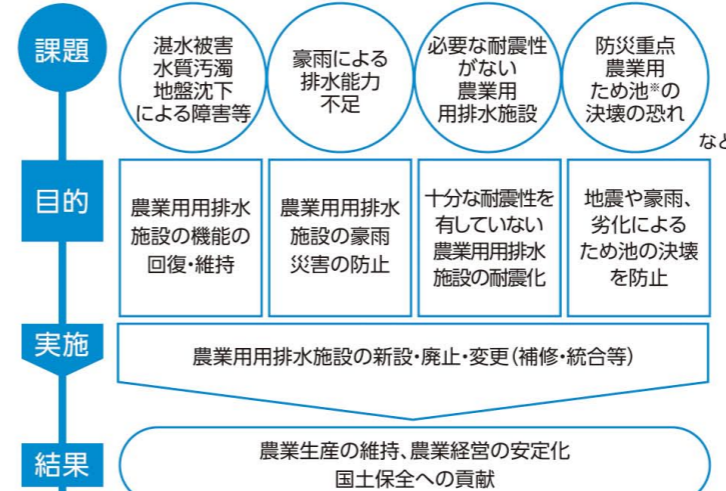 課題
湛水被害
水質汚濁
地盤沈下
による障害等
豪雨による
排水能力
不足
必要な耐震性
がない
農業用
用排水施設
防災重点
農業用
ため池※の
決壊の恐れ
など
目的
農業用用排水
施設の機能の
回復・維持
農業用用排水
施設の豪雨
災害の防止
十分な耐震性を
有していない
農業用用排水
施設の耐震化
地震や豪雨、
劣化による
ため池の決壊
を防止
実施
農業用用排水施設の新設・廃止・変更(補修・統合等)
結果
農業生産の維持、農業経営の安定化
国土保全への貢献